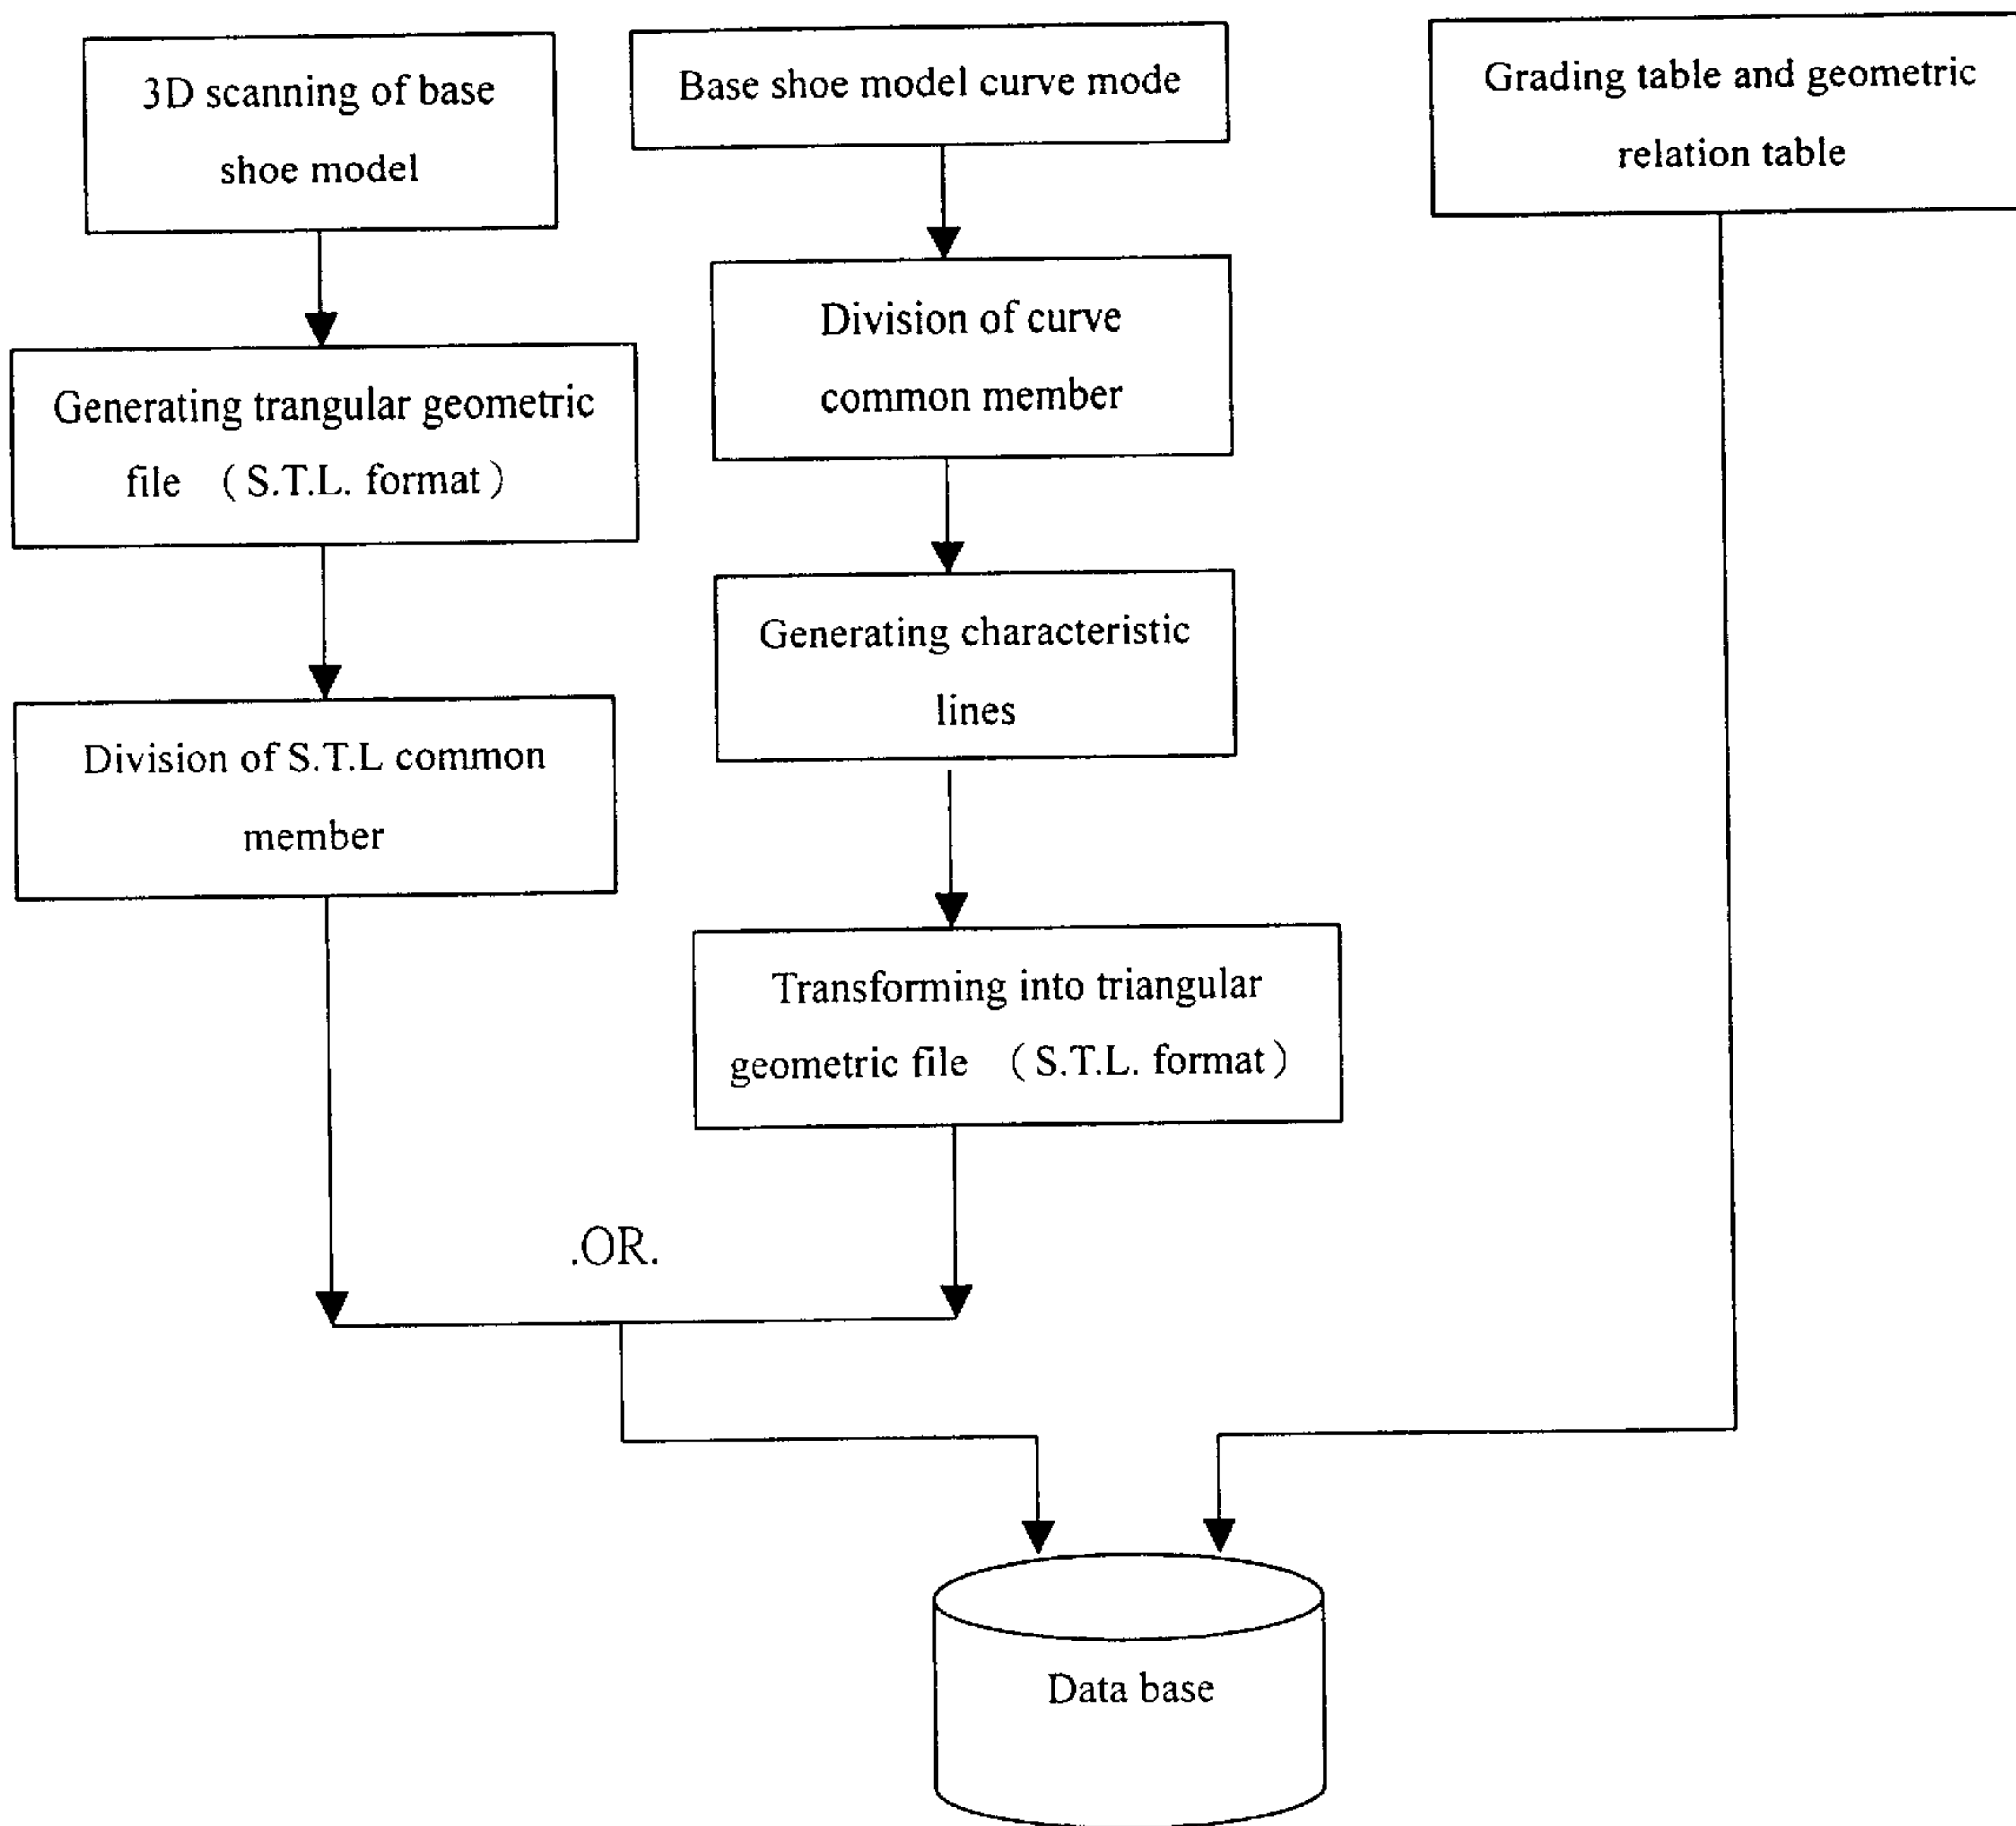 3D scanning of base
shoe model
Base shoe model curve mode
Grading table and geometric
relation table
Generating trangular geometric
file （S.T.L. format）
Division of curve
common member
Division of S.T.L common
member
Generating characteristic
lines
Transforming into triangular
geometric file （S.T.L. format）
.OR.
Data base